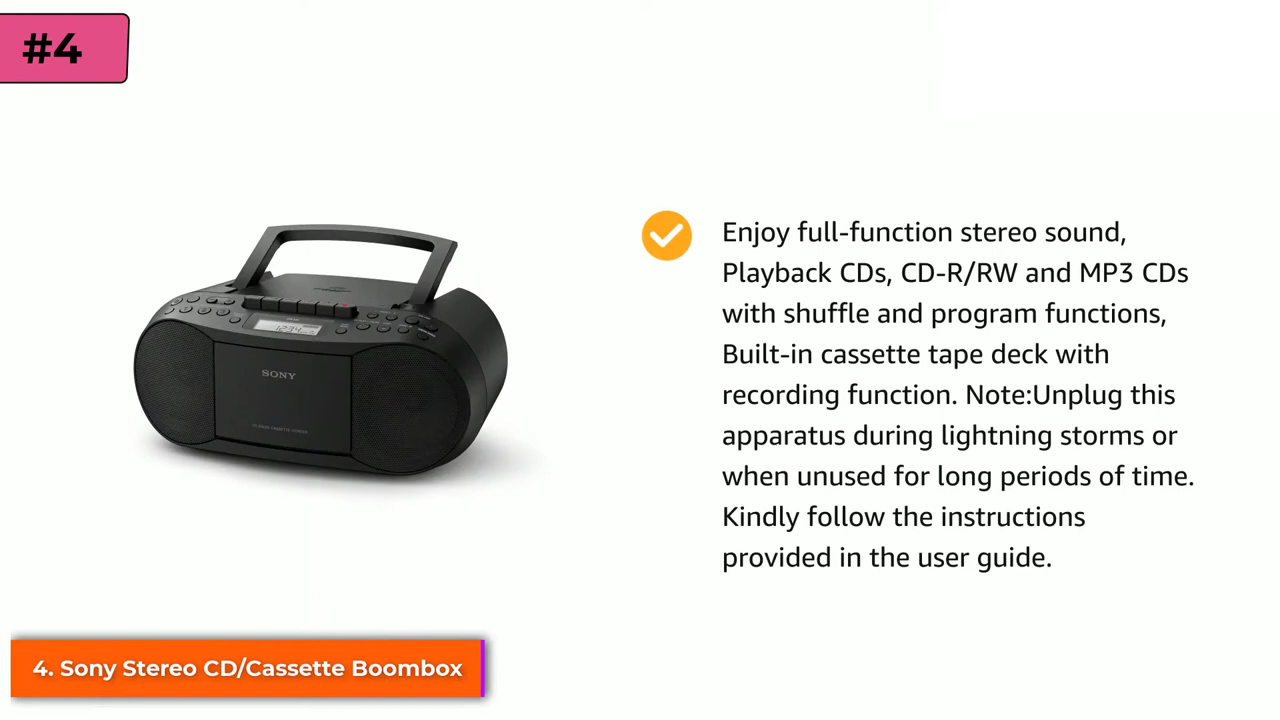 #4
Enjoy full-function stereo sound,
Playback CDs, CD-R/RW and MP3 CDs
with shuffle and program functions,
Built-in cassette tape deck with
recording function. Note:Unplug this
apparatus during lightning storms or
when unused for long periods of time.
Kindly follow the instructions
provided in the user guide.
SONY
4. Sony Stereo CD/Cassette Boombox